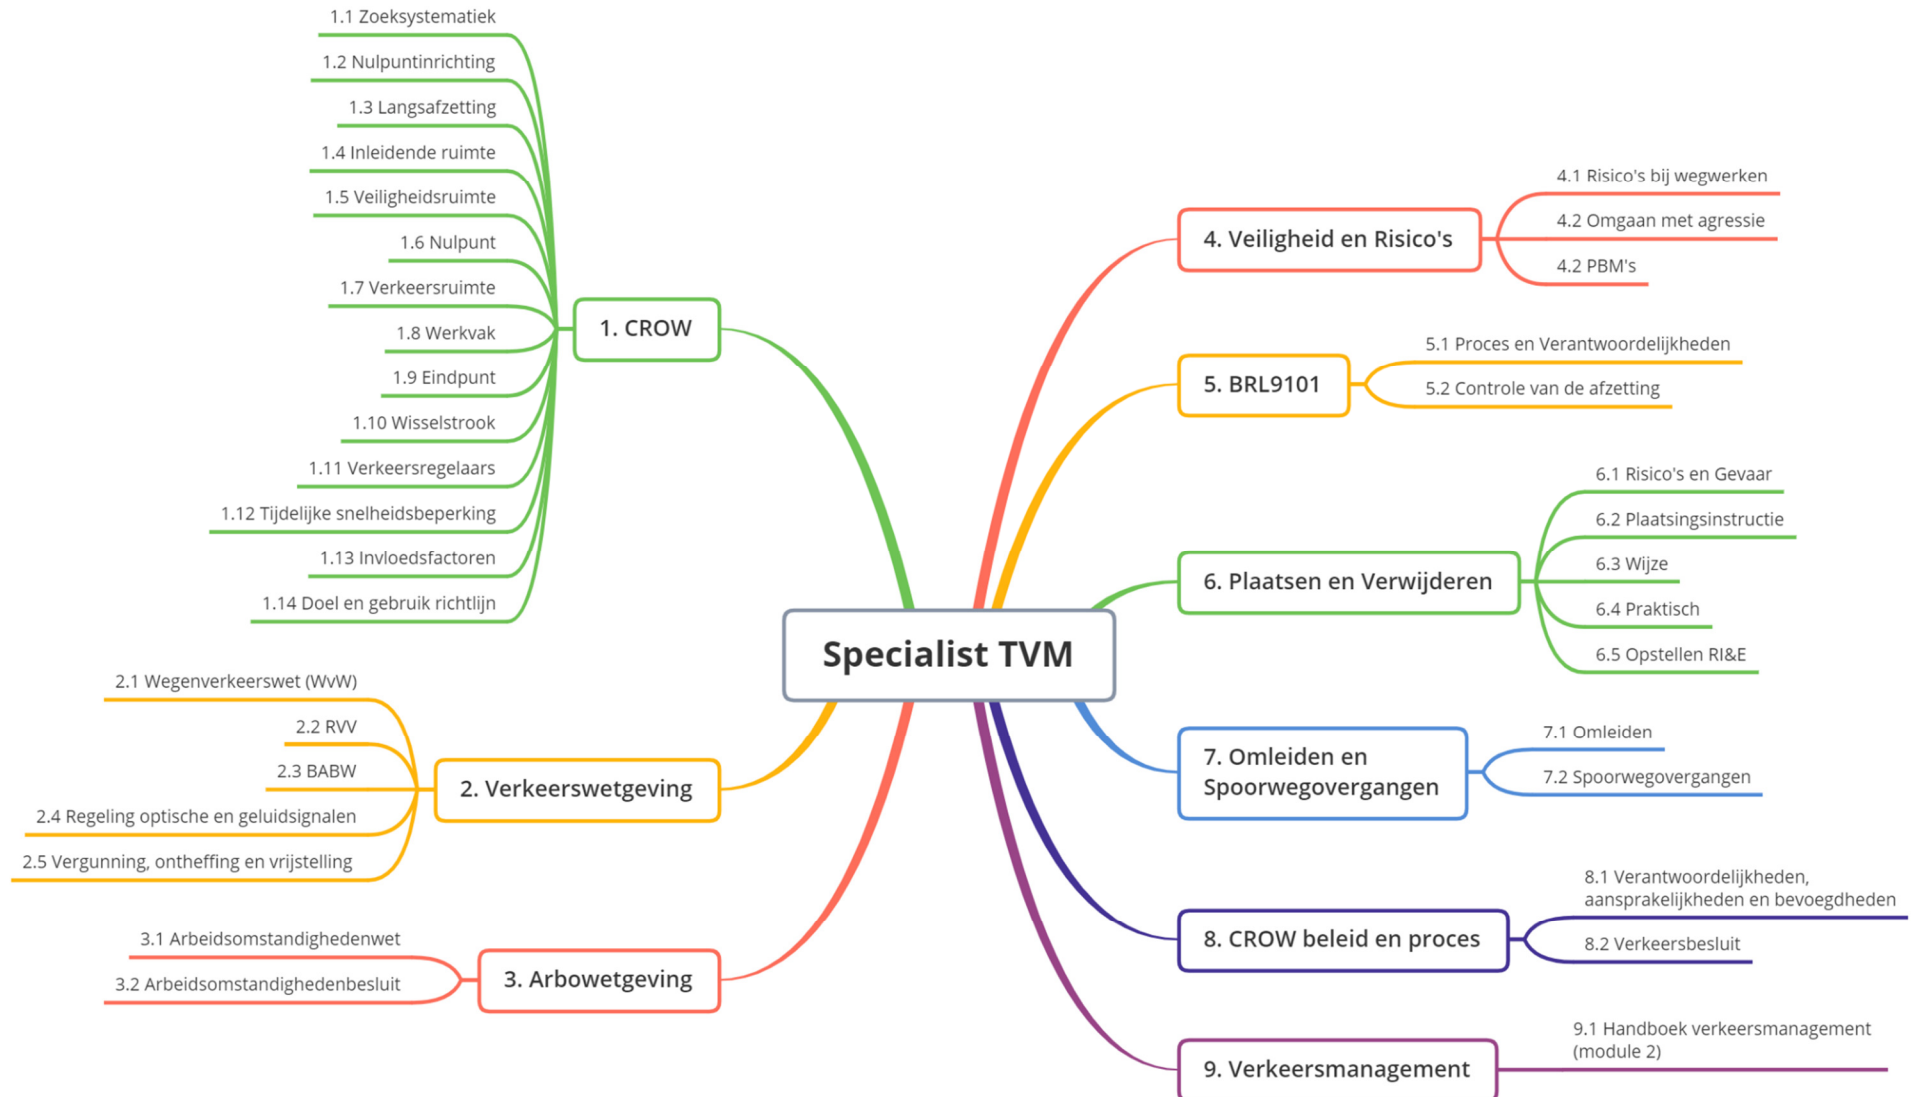 1.1 Zoeksystematiek
1.2 Nulpuntinrichting
1.3 Langsafzetting
1.4 Inleidende ruimte
1.5 Veiligheidsruimte
1.6 Nulpunt
1.7 Verkeersruimte
1.8 Werkvak
1.9 Eindpunt
1.10 Wisselstrook
1.11 Verkeersregelaars
1.12 Tijdelijke snelheidsbeperking
1.13 Invloedsfactoren
1.14 Doel en gebruik richtlijn
1. CROW
2.1 Wegenverkeerswet (WvW)
2.2 RVV
2.3 BABW
2.4 Regeling optische en geluidsignalen
2.5 Vergunning, ontheffing en vrijstelling
2. Verkeerswetgeving
3.1 Arbeidsomstandighedenwet
3.2 Arbeidsomstandighedenbesluit
3. Arbowetgeving
Specialist TVM
4. Veiligheid en Risico's
4.1 Risico's bij wegwerken
4.2 Omgaan met agressie
4.2 PBM's
5. BRL9101
5.1 Proces en Verantwoordelijkheden
5.2 Controle van de afzetting
6. Plaatsen en Verwijderen
6.1 Risico's en Gevaar
6.2 Plaatsingsinstructie
6.3 Wijze
6.4 Praktisch
6.5 Opstellen RI&E
7. Omleiden en
Spoorwegovergangen
7.1 Omleiden
7.2 Spoorwegovergangen
8. CROW beleid en proces
8.1 Verantwoordelijkheden,
aansprakelijkheden en bevoegdheden
8.2 Verkeersbesluit
9. Verkeersmanagement
9.1 Handboek verkeersmanagement
(module 2)